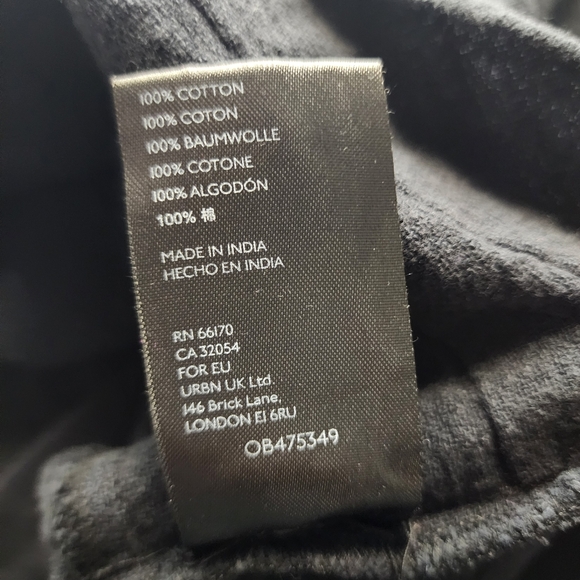 100% COTTON
100% COTON
100% BAUMWOLLE
100% COTONE
100% ALGODÓN
100% 棉
MADE IN INDIA
HECHO EN INDIA
RN 66170
CA 32054
FOR EU
URBN UK Ltd.
146 Brick Lane,
LONDON E1 6RU
OB475349